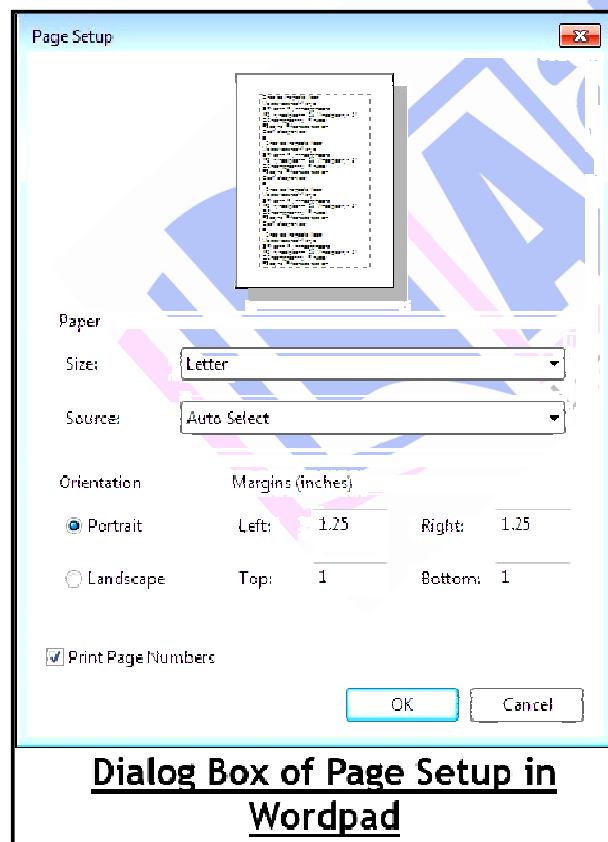 Page Setup
Paper
Size: Letter
Source: Auto Select
Orientation Margins (inches)
Portrait Left: 1.25 Right: 1.25
Landscape Top: 1 Bottom: 1
Print Page Numbers
OK Cancel
Dialog Box of Page Setup in
Wordpad